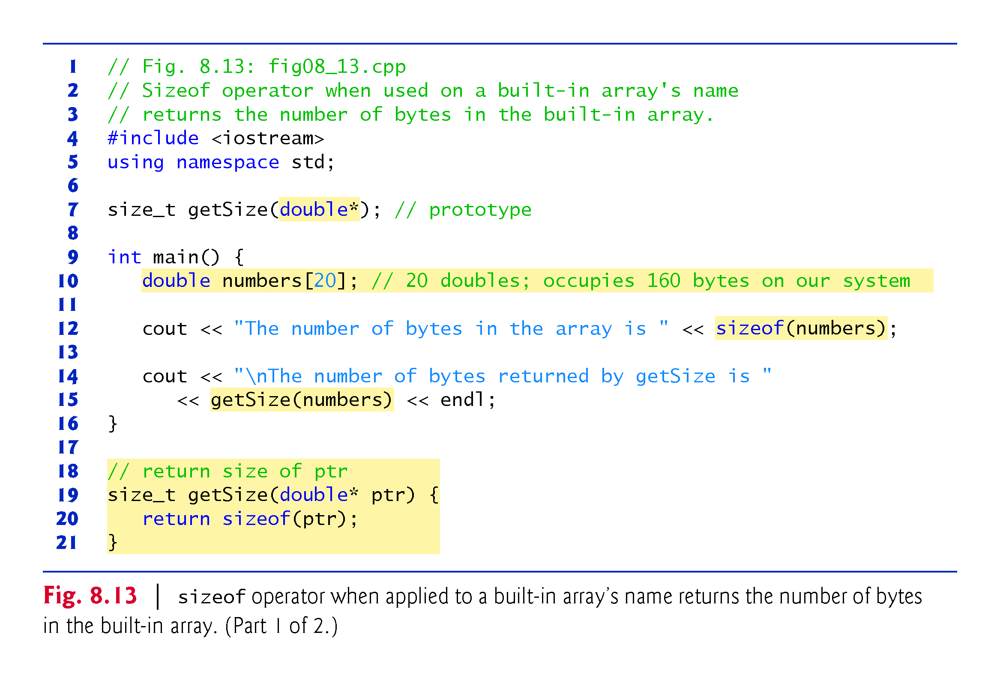 1 // Fig. 8.13: fig08_13.cpp
2 // Sizeof operator when used on a built-in array's name
3 // returns the number of bytes in the built-in array.
4 #include <iostream>
5 using namespace std;
6
7 size_t getSize(double*); // prototype
8
9 int main() {
10    double numbers[20]; // 20 doubles; occupies 160 bytes on our system
11
12    cout << "The number of bytes in the array is " << sizeof(numbers);
13
14    cout << "\nThe number of bytes returned by getSize is "
15       << getSize(numbers) << endl;
16 }
17
18 // return size of ptr
19 size_t getSize(double* ptr) {
20    return sizeof(ptr);
21 }
Fig. 8.13 | sizeof operator when applied to a built-in array’s name returns the number of bytes
in the built-in array. (Part 1 of 2.)